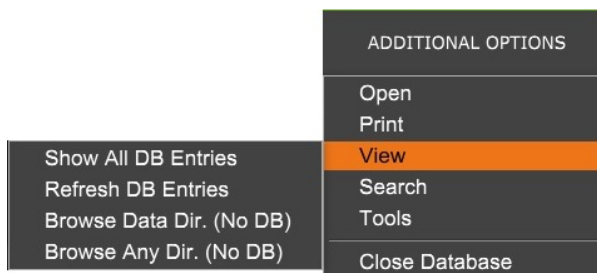 ADDITIONAL OPTIONS
Open
Print
View
Search
Tools
Close Database
Show All DB Entries
Refresh DB Entries
Browse Data Dir. (No DB)
Browse Any Dir. (No DB)